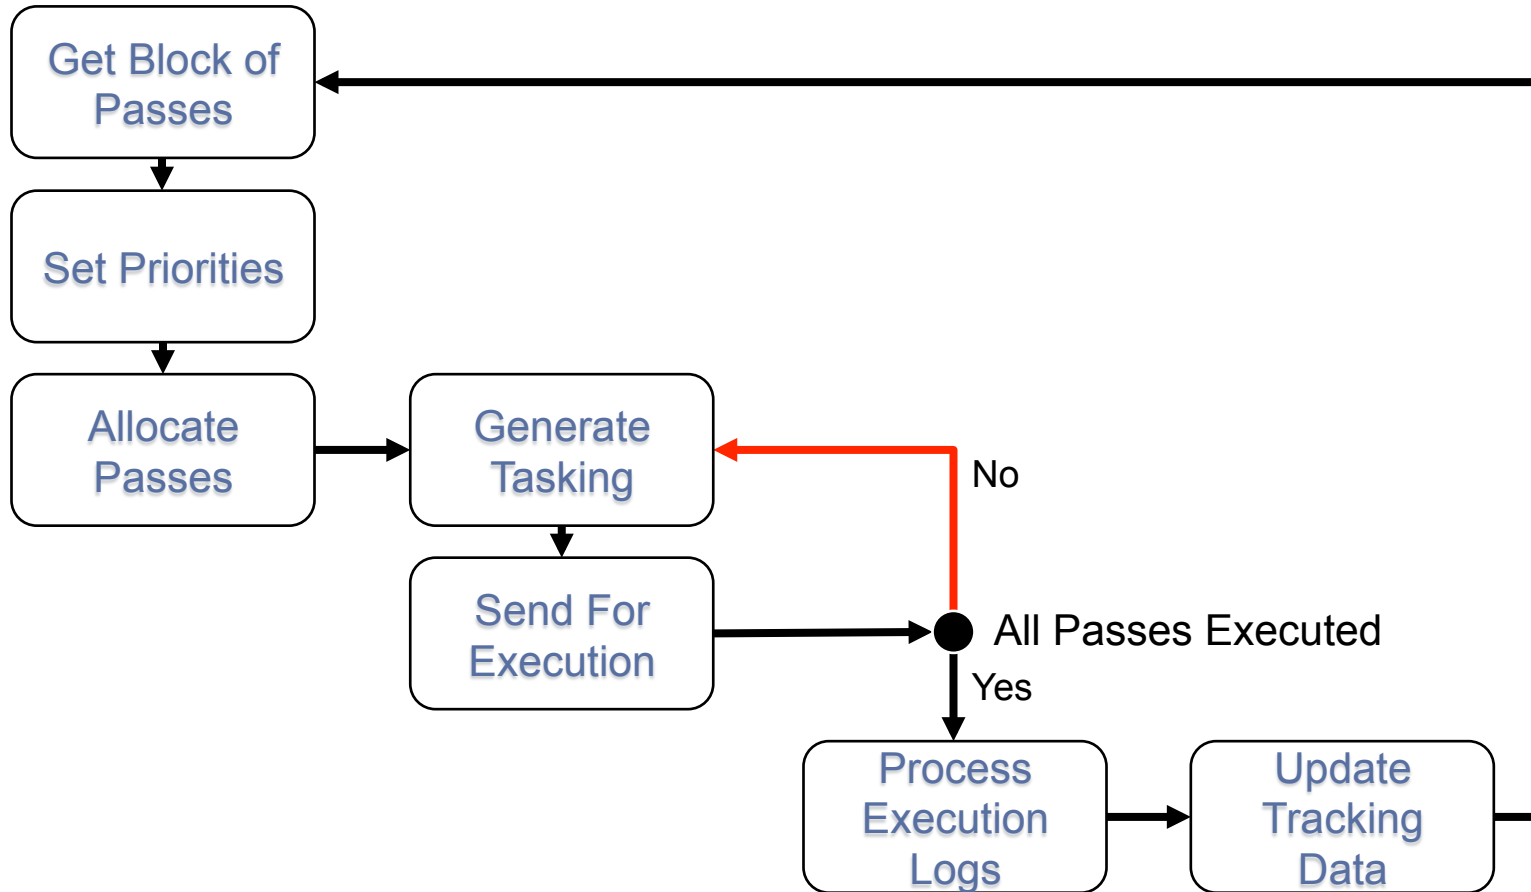 Get Block of
Passes
Set Priorities
Allocate
Passes
Generate
Tasking
No
Send For
Execution
All Passes Executed
Yes
Process
Execution
Logs
Update
Tracking
Data